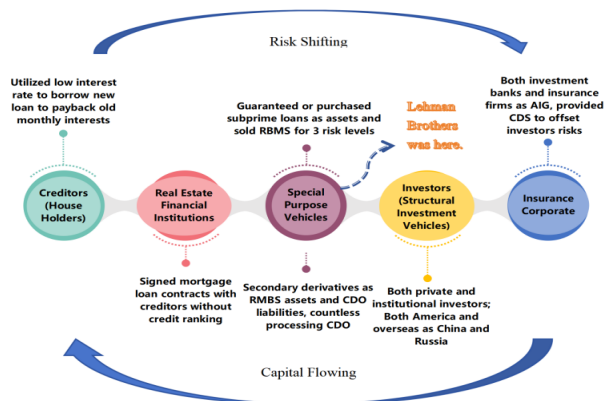 Risk Shifting
Utilized low interest
rate to borrow new
loan to payback old
monthly interests
Guaranteed or purchased
subprime loans as assets and
sold RBMS for 3 risk levels
Lehman
Brothers
was here.
Both investment
banks and insurance
firms as AIG, provided
CDS to offset
investors risks
Creditors
(House
Holders)
Real Estate
Financial
Institutions
Special
Purpose
Vehicles
Investors
(Structural
Investment
Vehicles)
Insurance
Corporate
Signed mortgage
loan contracts with
creditors without
credit ranking
Secondary derivatives as
RMBS assets and CDO
liabilities, countless
processing CDO
Both private and
institutional investors;
Both America and
overseas as China and
Russia
Capital Flowing